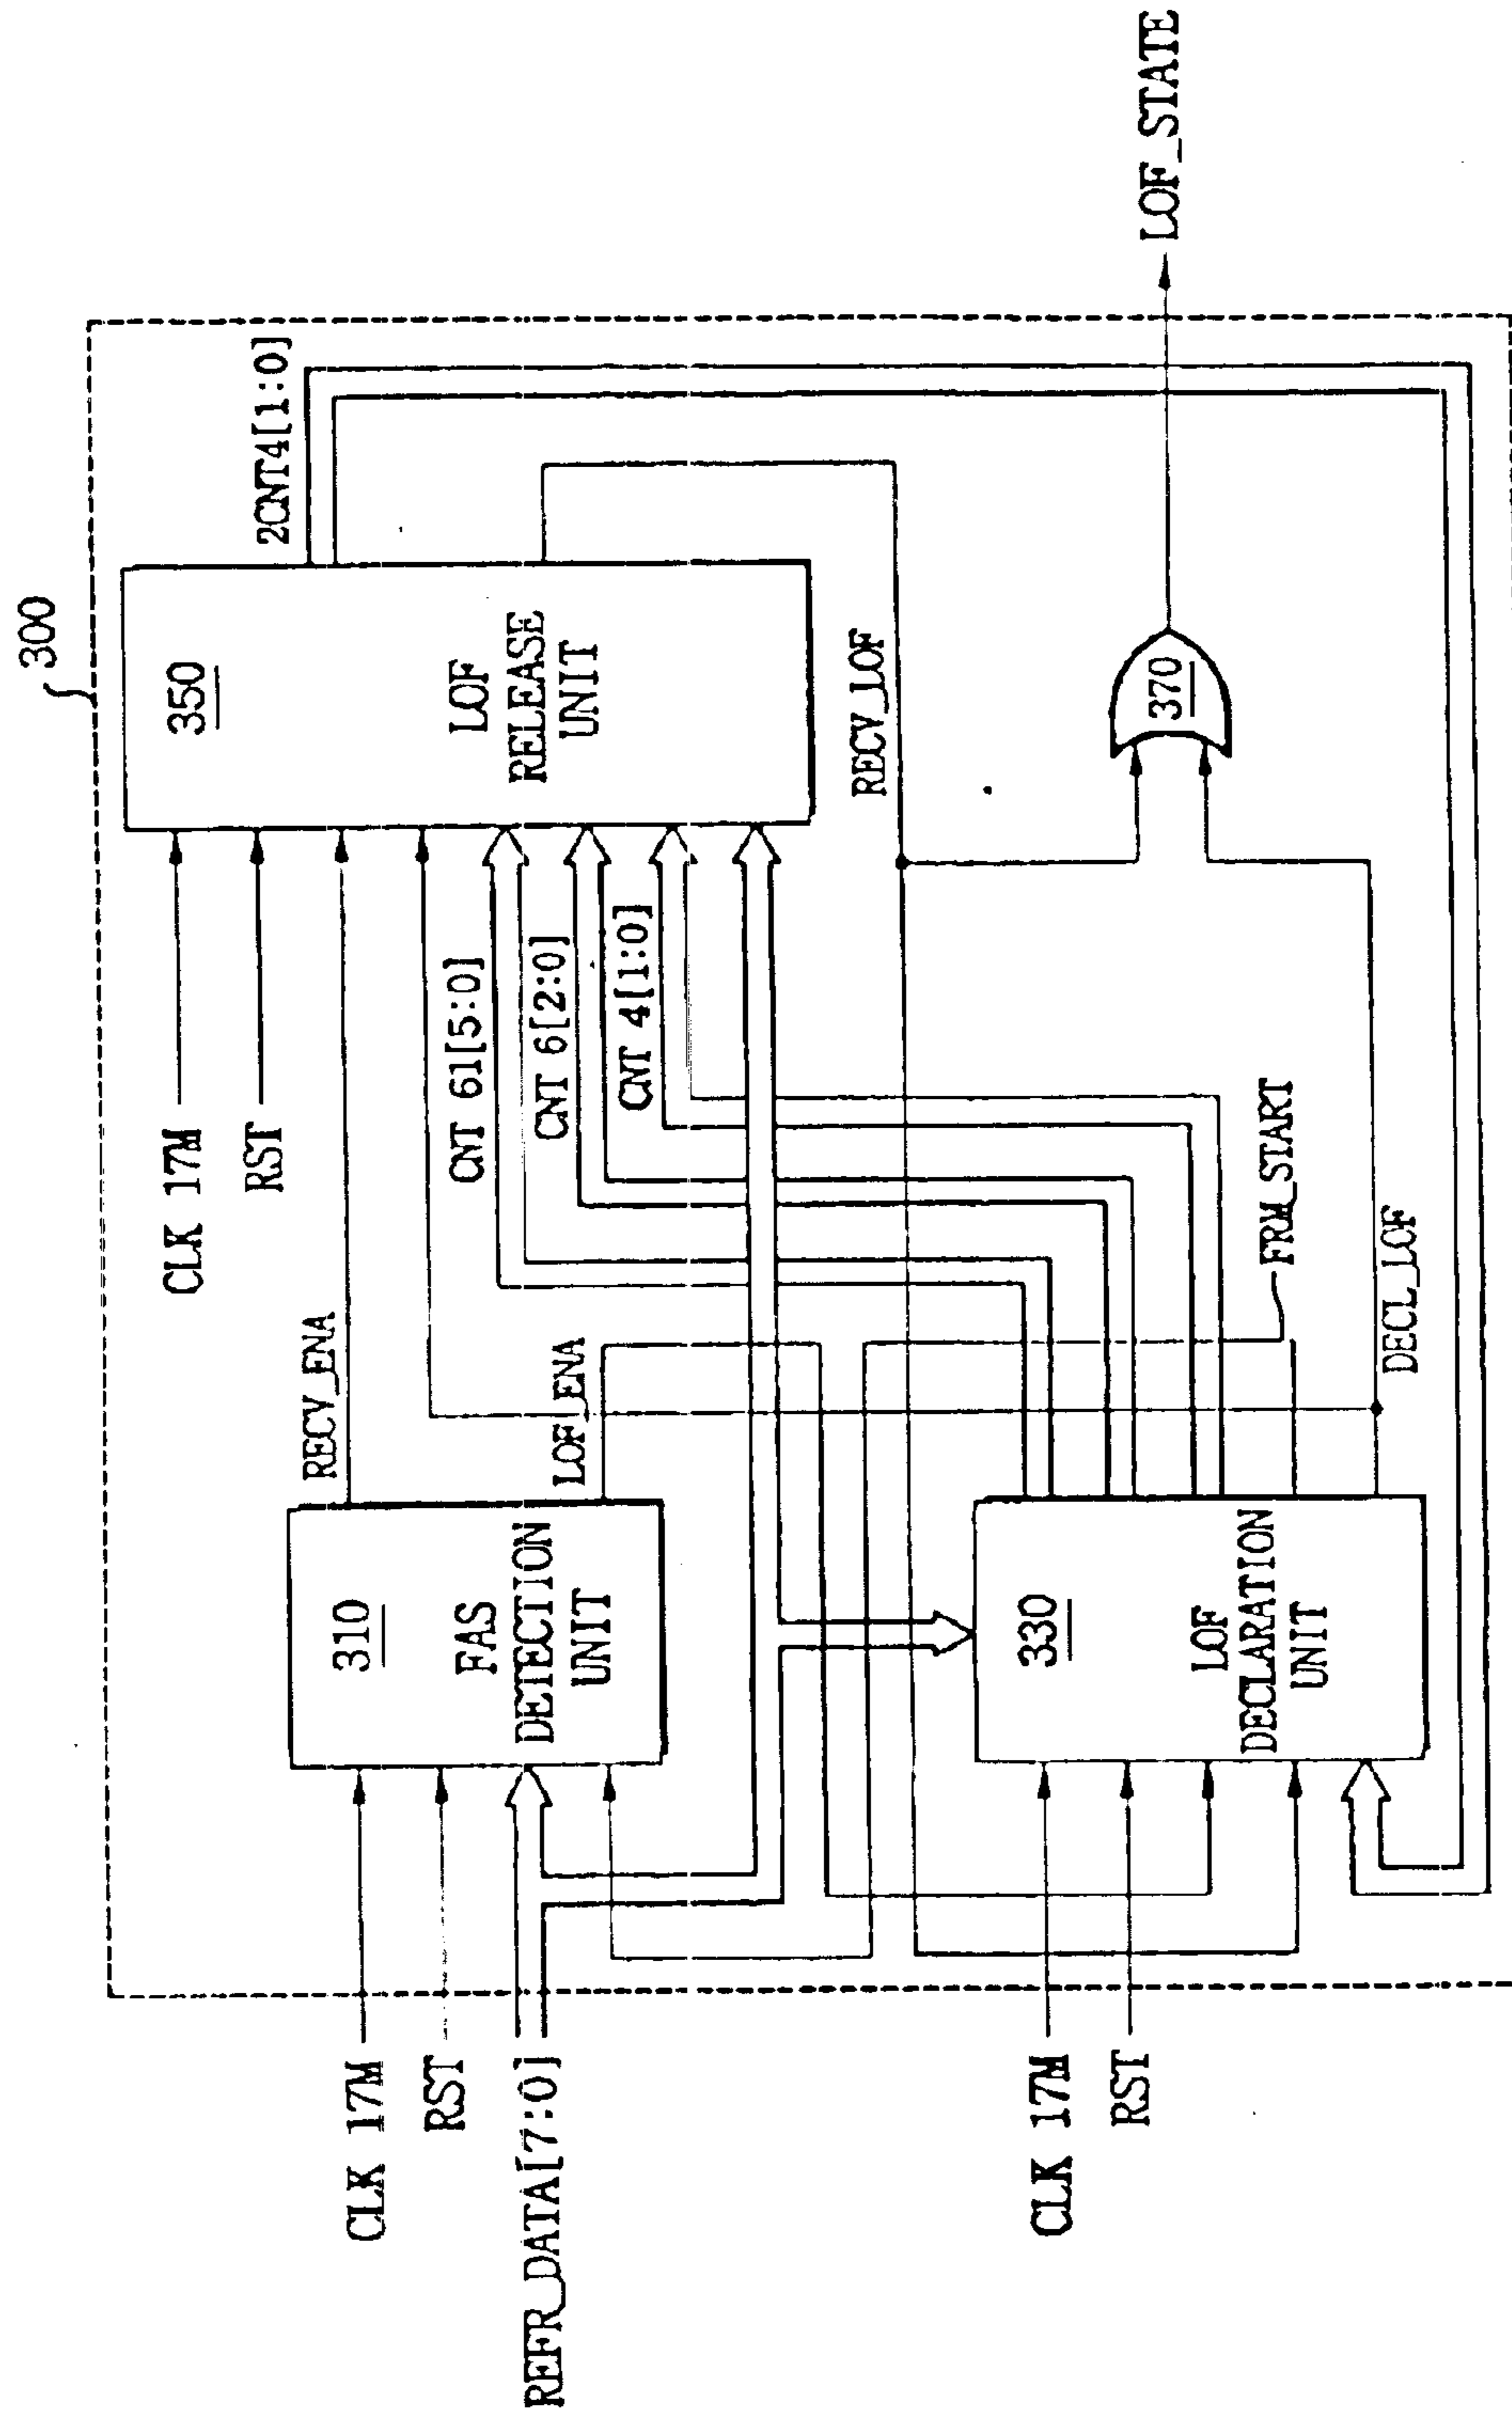 300
CLK 17M
RST
350
LOF
RELEASE
UNIT
2CNT4[1:0]
RECV_ENA
CNT 61[5:0]
CNT 6[2:0]
CNT 4[1:0]
CLK 17M
RST
REFR_DATA[7:0]
310
FAS
DETECTION
UNIT
LOF_ENA
RECV_LOF
370
LOF_STATE
CLK 17M
RST
330
LOF
DECLARATION
UNIT
FRM_START
DECL_LOF